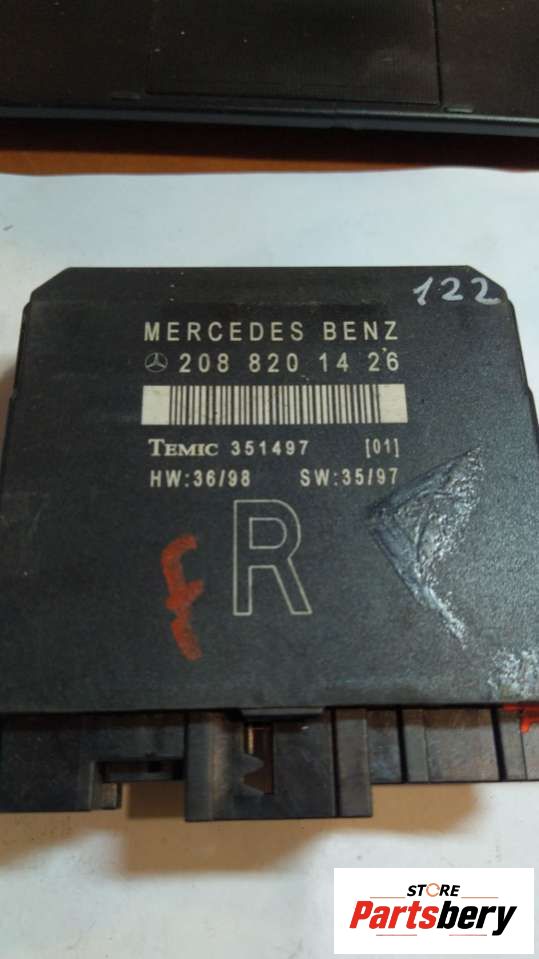 122
MERCEDES BENZ
208 820 14 26
TEMIC 351497 [01]
HW:36/98 SW:35/97
R
f
STORE
Partsbery